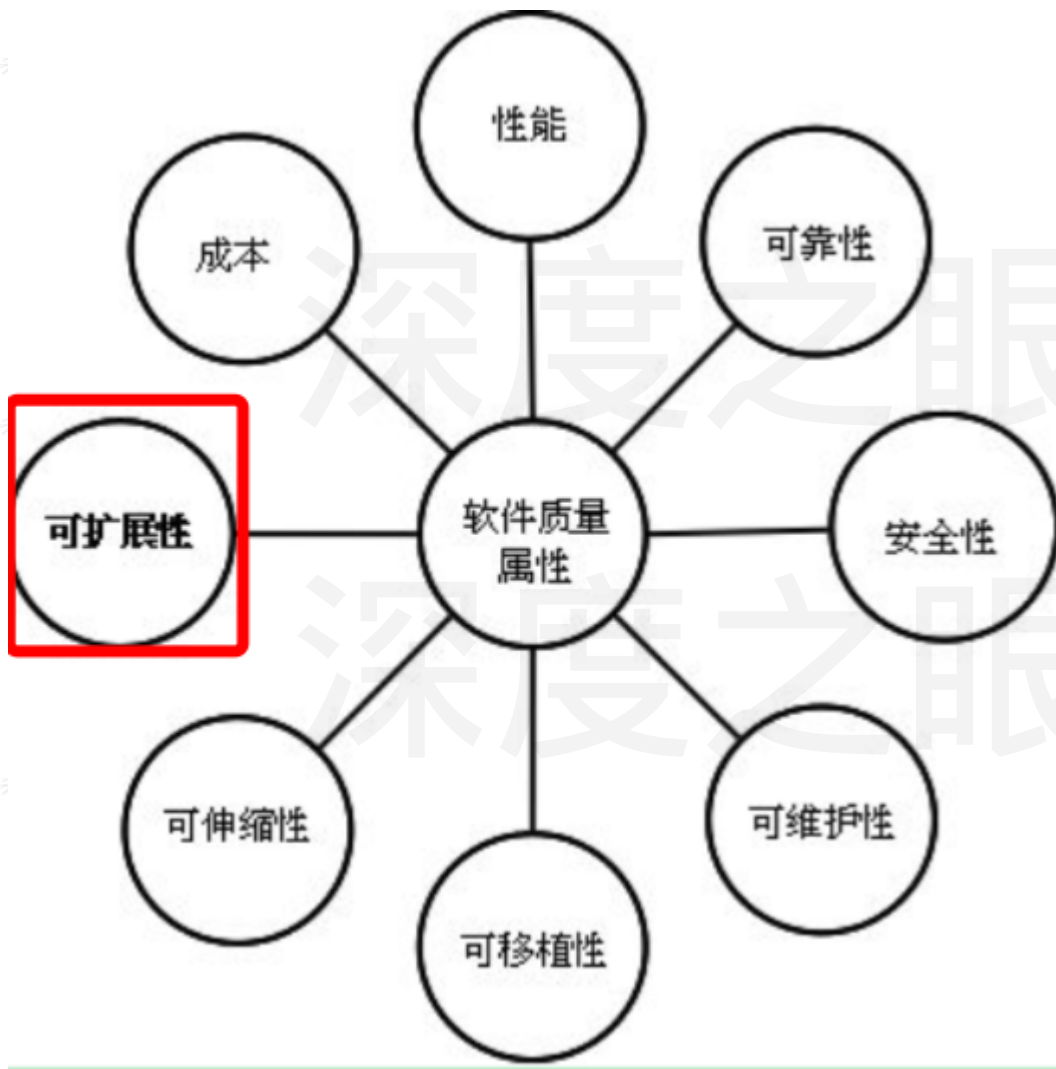 性能
成本
可靠性
可扩展性
软件质量
属性
安全性
可伸缩性
可维护性
可移植性
深度之眼
深度之眼